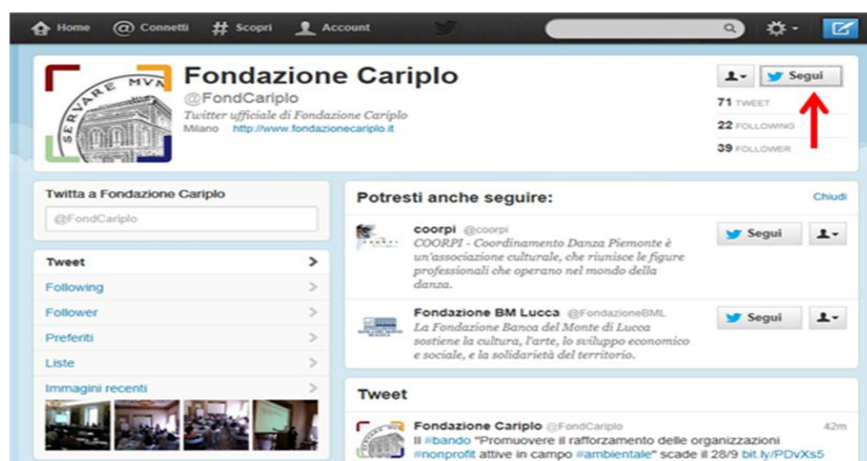 Home Connetti Scopri Account
Fondazione Cariplo
@FondCariplo
Twitter ufficiale di Fondazione Cariplo
Milano · http://www.fondazionecariplo.it
SERVARE MVN
Segui
71 TWEET
22 FOLLOWING
39 FOLLOWER
Twitta a Fondazione Cariplo
@FondCariplo
Tweet
Following
Follower
Preferiti
Liste
Immagini recenti
Potresti anche seguire:
Chiudi
coorpi @coorpi
COORPI - Coordinamento Danza Piemonte è
un'associazione culturale, che riunisce le figure
professionali che operano nel mondo della
danza.
Segui
Fondazione BM Lucca @FondazioneBML
La Fondazione Banca del Monte di Lucca
sostiene la cultura, l'arte, lo sviluppo economico
e sociale, e la solidarietà del territorio.
Segui
Tweet
Fondazione Cariplo @FondCariplo 42m
Il #bando "Promuovere il rafforzamento delle organizzazioni
#nonprofit attive in campo #ambientale" scade il 28/9 bit.ly/PDvXs5